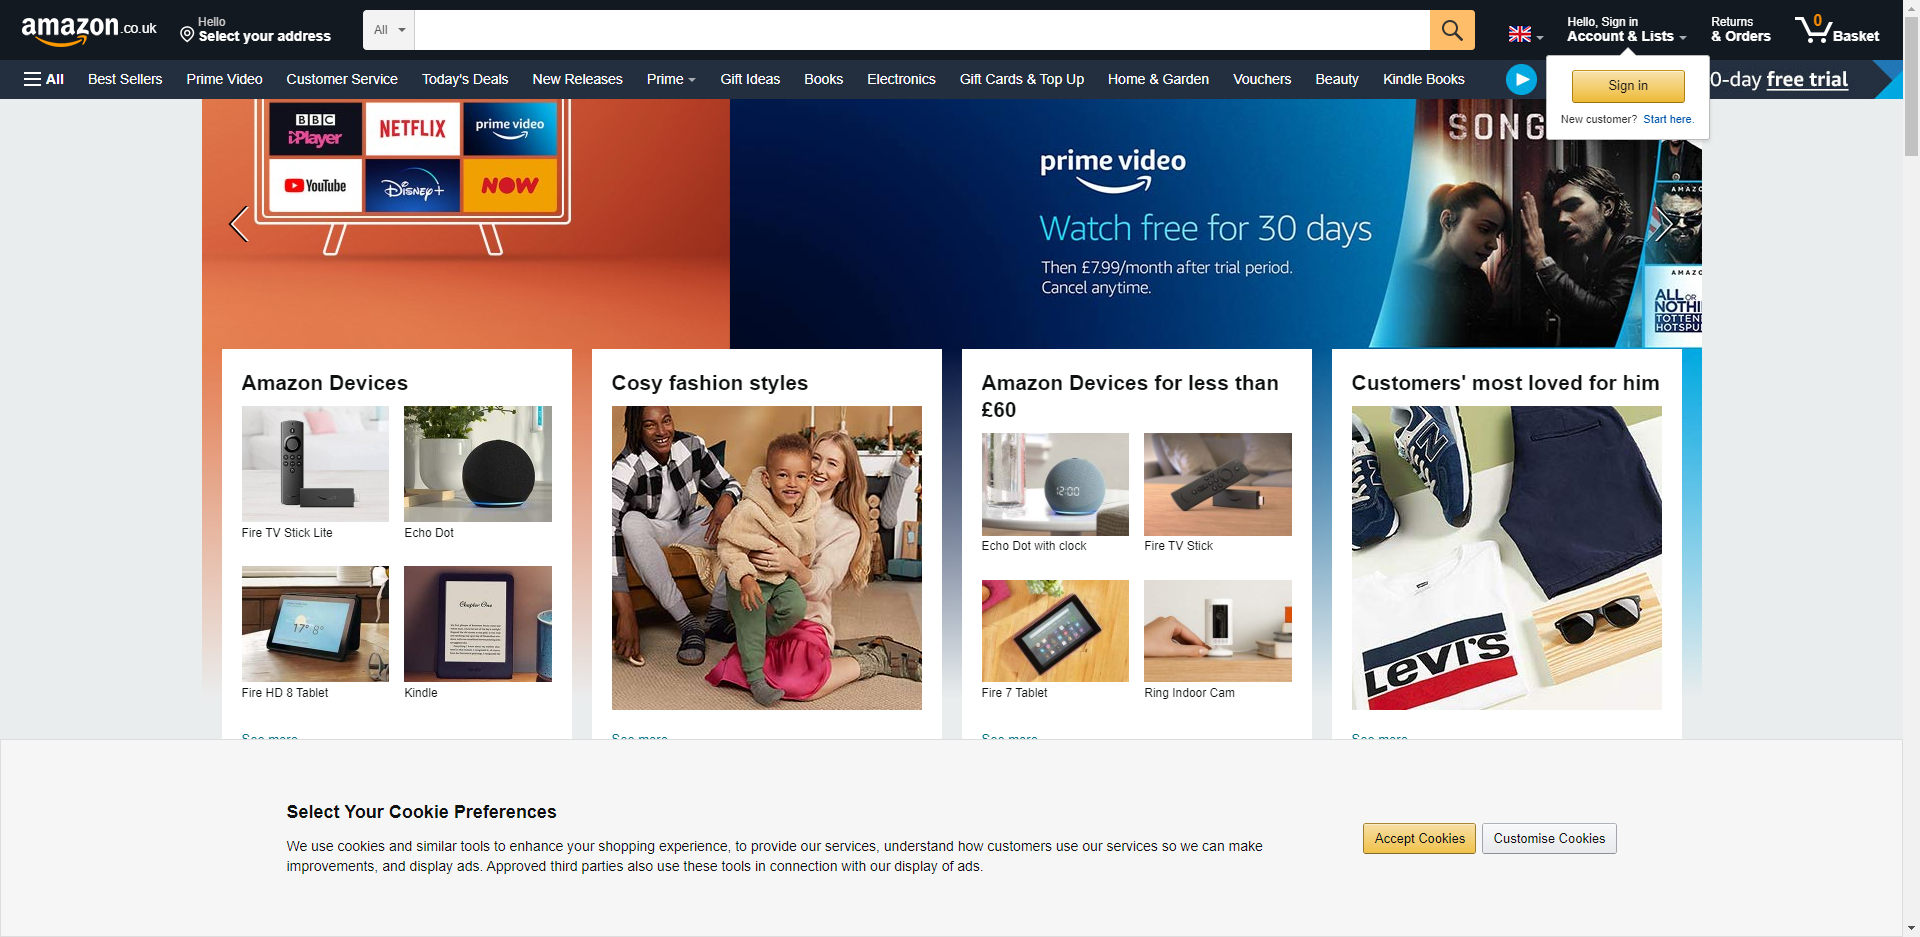 amazon.co.uk
Hello
Select your address
All
Hello, Sign in
Account & Lists
Returns
& Orders
0
Basket
All
Best Sellers
Prime Video
Customer Service
Today's Deals
New Releases
Prime
Gift Ideas
Books
Electronics
Gift Cards & Top Up
Home & Garden
Vouchers
Beauty
Kindle Books
0-day free trial
Sign in
New customer? Start here.
BBC
iPlayer
NETFLIX
prime video
YouTube
Disney+
NOW
prime video
Watch free for 30 days
Then £7.99/month after trial period.
Cancel anytime.
SONG
AMAZO
AMAZO
ALL OR
NOTHI
TOTTEN
HOTSPU
Amazon Devices
Fire TV Stick Lite
Echo Dot
17° 8°
Chapter One
Fire HD 8 Tablet
Kindle
See more
Cosy fashion styles
See more
Amazon Devices for less than
£60
12:00
Echo Dot with clock
Fire TV Stick
Fire 7 Tablet
Ring Indoor Cam
See more
Customers' most loved for him
N
Levi's
See more
Select Your Cookie Preferences
We use cookies and similar tools to enhance your shopping experience, to provide our services, understand how customers use our services so we can make
improvements, and display ads. Approved third parties also use these tools in connection with our display of ads.
Accept Cookies
Customise Cookies